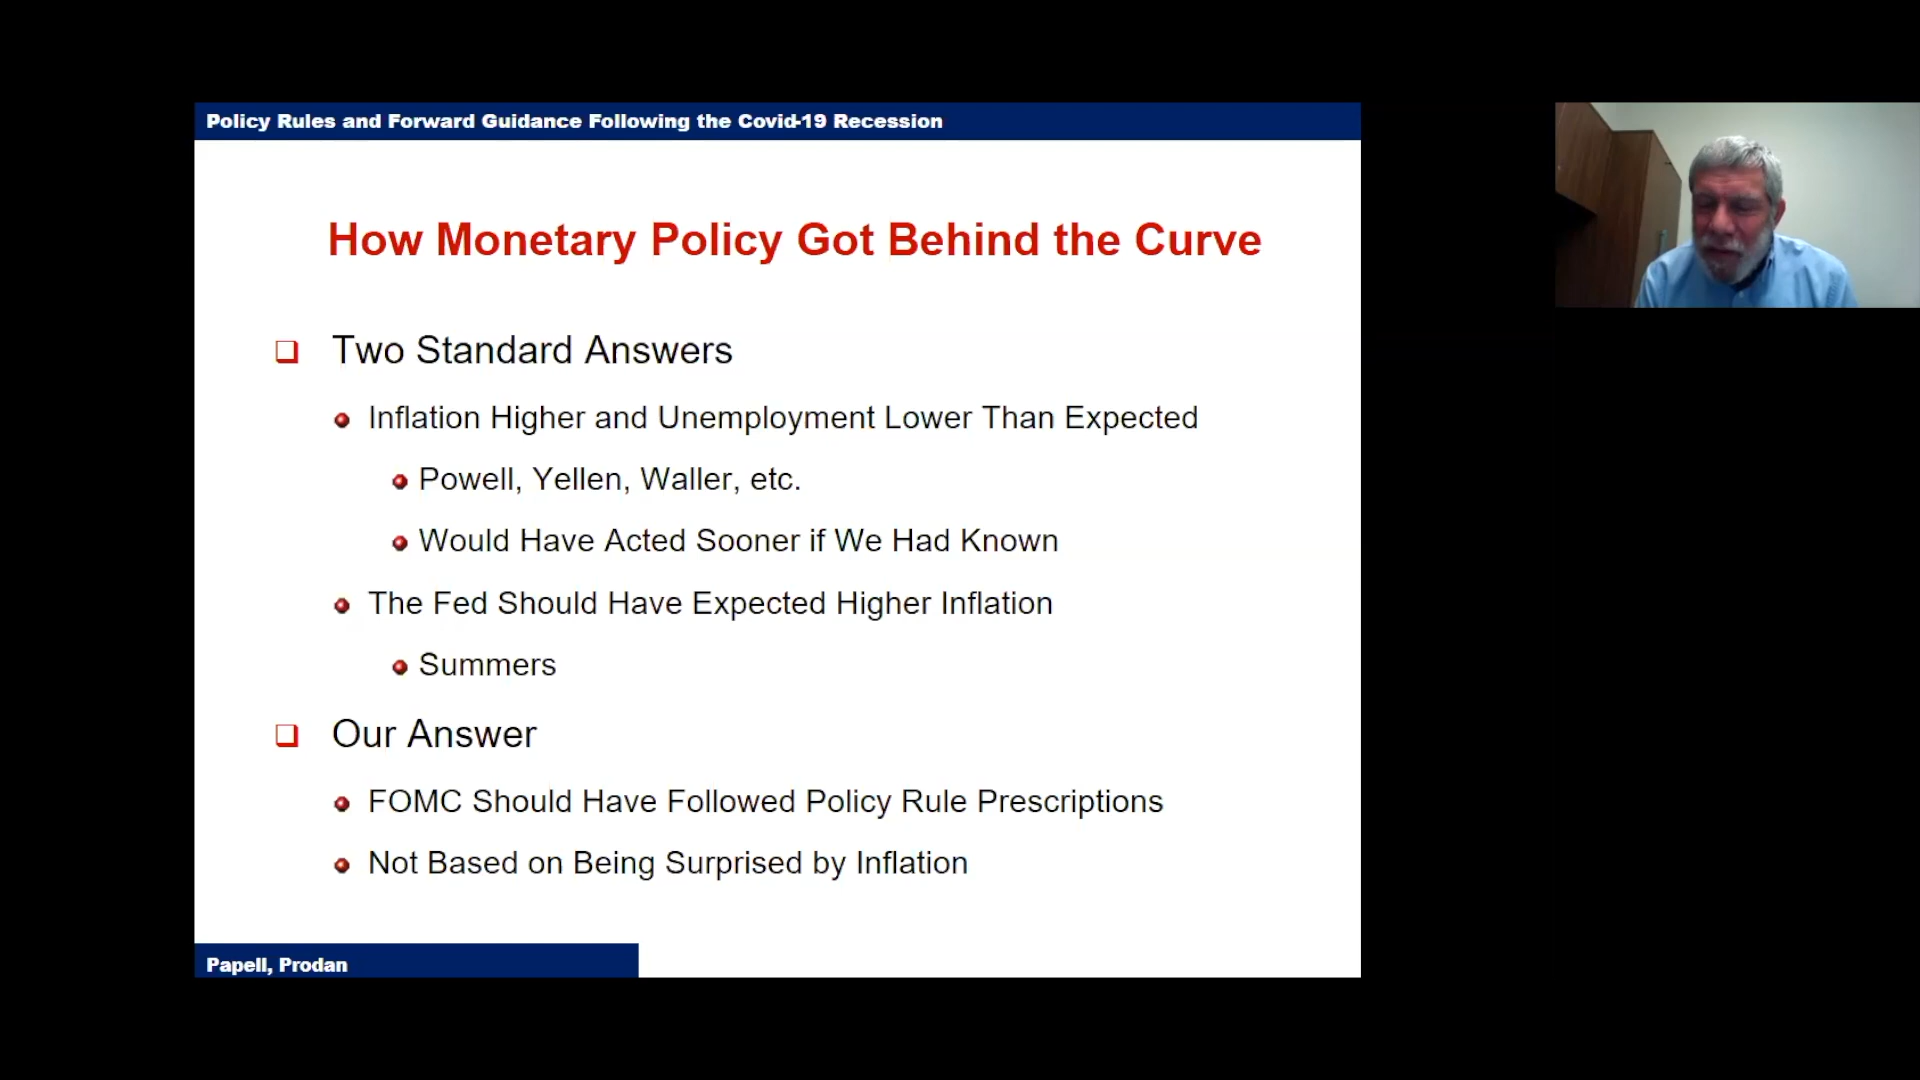 Policy Rules and Forward Guidance Following the Covid-19 Recession
How Monetary Policy Got Behind the Curve
Two Standard Answers
Inflation Higher and Unemployment Lower Than Expected
Powell, Yellen, Waller, etc.
Would Have Acted Sooner if We Had Known
The Fed Should Have Expected Higher Inflation
Summers
Our Answer
FOMC Should Have Followed Policy Rule Prescriptions
Not Based on Being Surprised by Inflation
Papell, Prodan